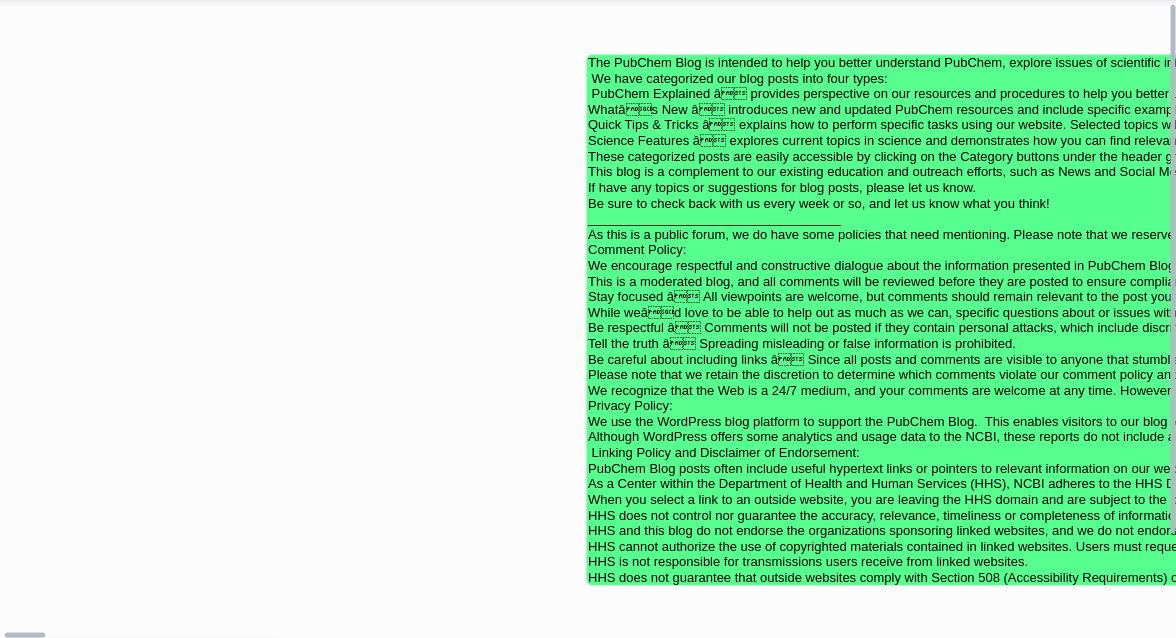 The PubChem Blog is intended to help you better understand PubChem, explore issues of scientific
We have categorized our blog posts into four types:
PubChem Explained â provides perspective on our resources and procedures to help you better
Whatâs New â introduces new and updated PubChem resources and include specific
Quick Tips & Tricks â explains how to perform specific tasks using our website. Selected topics
Science Features â explores current topics in science and demonstrates how you can find
These categorized posts are easily accessible by clicking on the Category buttons under the header
This blog is a complement to our existing education and outreach efforts, such as News and Social
If have any topics or suggestions for blog posts, please let us know.
Be sure to check back with us every week or so, and let us know what you think!
___________________________________
As this is a public forum, we do have some policies that need mentioning. Please note that we reserve
Comment Policy:
We encourage respectful and constructive dialogue about the information presented in PubChem Blog
This is a moderated blog, and all comments will be reviewed before they are posted to ensure
Stay focused â All viewpoints are welcome, but comments should remain relevant to the post you
While weâd love to be able to help out as much as we can, specific questions about or issues
Be respectful â Comments will not be posted if they contain personal attacks, which include
Tell the truth â Spreading misleading or false information is prohibited.
Be careful about including links â Since all posts and comments are visible to anyone that
Please note that we retain the discretion to determine which comments violate our comment policy
We recognize that the Web is a 24/7 medium, and your comments are welcome at any time. However
Privacy Policy:
We use the WordPress blog platform to support the PubChem Blog.  This enables visitors to our blog
Although WordPress offers some analytics and usage data to the NCBI, these reports do not include
Linking Policy and Disclaimer of Endorsement:
PubChem Blog posts often include useful hypertext links or pointers to relevant information on our
As a Center within the Department of Health and Human Services (HHS), NCBI adheres to the HHS
When you select a link to an outside website, you are leaving the HHS domain and are subject to the
HHS does not control nor guarantee the accuracy, relevance, timeliness or completeness of
HHS and this blog do not endorse the organizations sponsoring linked websites, and we do not
HHS cannot authorize the use of copyrighted materials contained in linked websites. Users must
HHS is not responsible for transmissions users receive from linked websites.
HHS does not guarantee that outside websites comply with Section 508 (Accessibility Requirements)